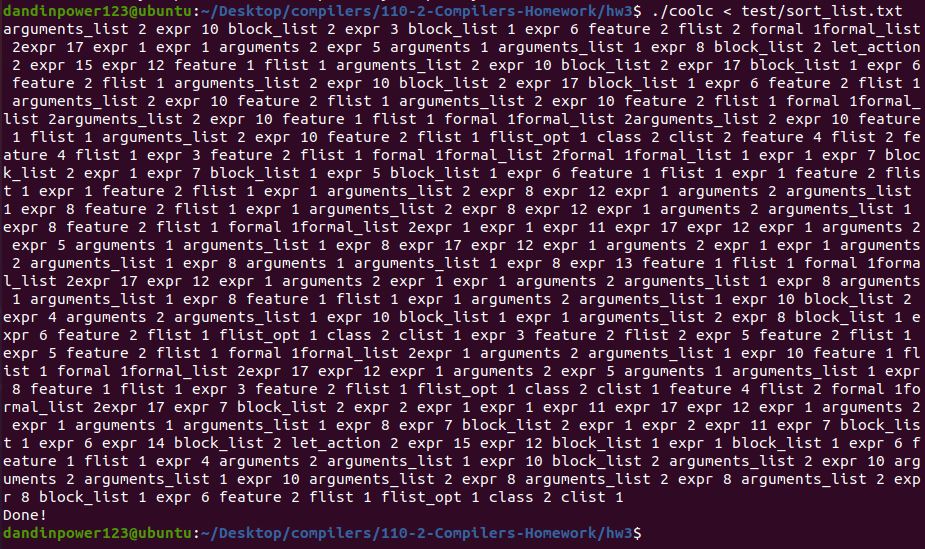 dandinpower123@ubuntu:~/Desktop/compilers/110-2-Compilers-Homework/hw3$ ./coolc < test/sort_list.txt
arguments_list 2 expr 10 block_list 2 expr 3 block_list 1 expr 6 feature 2 flist 2 formal 1formal_list
 2expr 17 expr 1 expr 1 arguments 2 expr 5 arguments 1 arguments_list 1 expr 8 block_list 2 let_action
 2 expr 15 expr 12 feature 1 flist 1 arguments_list 2 expr 10 block_list 2 expr 17 block_list 1 expr 6
 feature 2 flist 1 arguments_list 2 expr 10 block_list 2 expr 17 block_list 1 expr 6 feature 2 flist 1
 arguments_list 2 expr 10 feature 2 flist 1 arguments_list 2 expr 10 feature 2 flist 1 formal 1formal_
list 2arguments_list 2 expr 10 feature 1 flist 1 formal 1formal_list 2arguments_list 2 expr 10 feature
 1 flist 1 arguments_list 2 expr 10 feature 2 flist 1 flist_opt 1 class 2 clist 2 feature 4 flist 2 fe
ature 4 flist 1 expr 3 feature 2 flist 1 formal 1formal_list 2formal 1formal_list 1 expr 1 expr 7 bloc
k_list 2 expr 1 expr 7 block_list 1 expr 5 block_list 1 expr 6 feature 1 flist 1 expr 1 feature 2 flis
t 1 expr 1 feature 2 flist 1 expr 1 arguments_list 2 expr 8 expr 12 expr 1 arguments 2 arguments_list
1 expr 8 feature 2 flist 1 expr 1 arguments_list 2 expr 8 expr 12 expr 1 arguments 2 arguments_list 1
expr 8 feature 2 flist 1 formal 1formal_list 2expr 1 expr 1 expr 11 expr 17 expr 12 expr 1 arguments 2
 expr 5 arguments 1 arguments_list 1 expr 8 expr 17 expr 12 expr 1 arguments 2 expr 1 expr 1 arguments
 2 arguments_list 1 expr 8 arguments 1 arguments_list 1 expr 8 expr 13 feature 1 flist 1 formal 1forma
l_list 2expr 17 expr 12 expr 1 arguments 2 expr 1 expr 1 arguments 2 arguments_list 1 expr 8 arguments
 1 arguments_list 1 expr 8 feature 1 flist 1 expr 1 arguments 2 arguments_list 1 expr 10 block_list 2
expr 4 arguments 2 arguments_list 1 expr 10 block_list 1 expr 1 arguments_list 2 expr 8 block_list 1 e
xpr 6 feature 2 flist 1 flist_opt 1 class 2 clist 1 expr 3 feature 2 flist 2 expr 5 feature 2 flist 1
expr 5 feature 2 flist 1 formal 1formal_list 2expr 1 arguments 2 arguments_list 1 expr 10 feature 1 fl
ist 1 formal 1formal_list 2expr 17 expr 12 expr 1 arguments 2 expr 5 arguments 1 arguments_list 1 expr
 8 feature 1 flist 1 expr 3 feature 2 flist 1 flist_opt 1 class 2 clist 1 feature 4 flist 2 formal 1fo
rmal_list 2expr 17 expr 7 block_list 2 expr 2 expr 1 expr 1 expr 11 expr 17 expr 12 expr 1 arguments 2
 expr 1 arguments 1 arguments_list 1 expr 8 expr 7 block_list 2 expr 1 expr 2 expr 11 expr 7 block_lis
t 1 expr 6 expr 14 block_list 2 let_action 2 expr 15 expr 12 block_list 1 expr 1 block_list 1 expr 6 f
eature 1 flist 1 expr 4 arguments 2 arguments_list 1 expr 10 block_list 2 arguments_list 2 expr 10 arg
uments 2 arguments_list 1 expr 10 arguments_list 2 expr 8 arguments_list 2 expr 8 arguments_list 2 exp
r 8 block_list 1 expr 6 feature 2 flist 1 flist_opt 1 class 2 clist 1
Done!
dandinpower123@ubuntu:~/Desktop/compilers/110-2-Compilers-Homework/hw3$